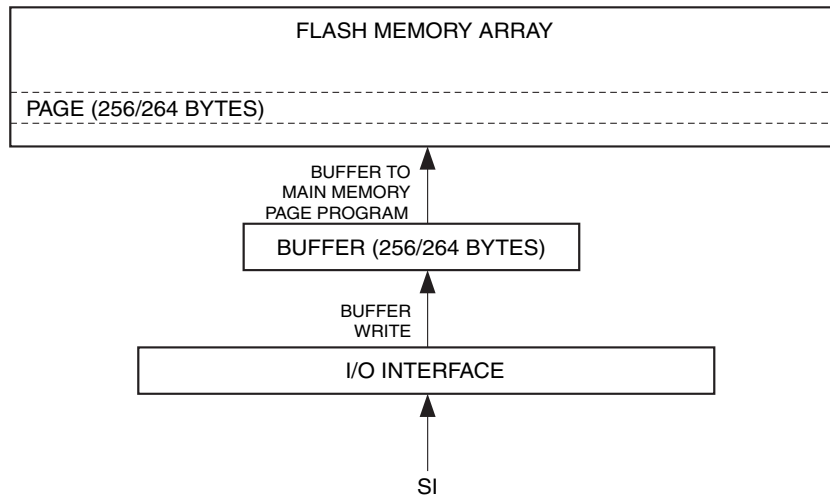 FLASH MEMORY ARRAY
PAGE (256/264 BYTES)
BUFFER TO
MAIN MEMORY
PAGE PROGRAM
BUFFER (256/264 BYTES)
BUFFER
WRITE
I/O INTERFACE
SI